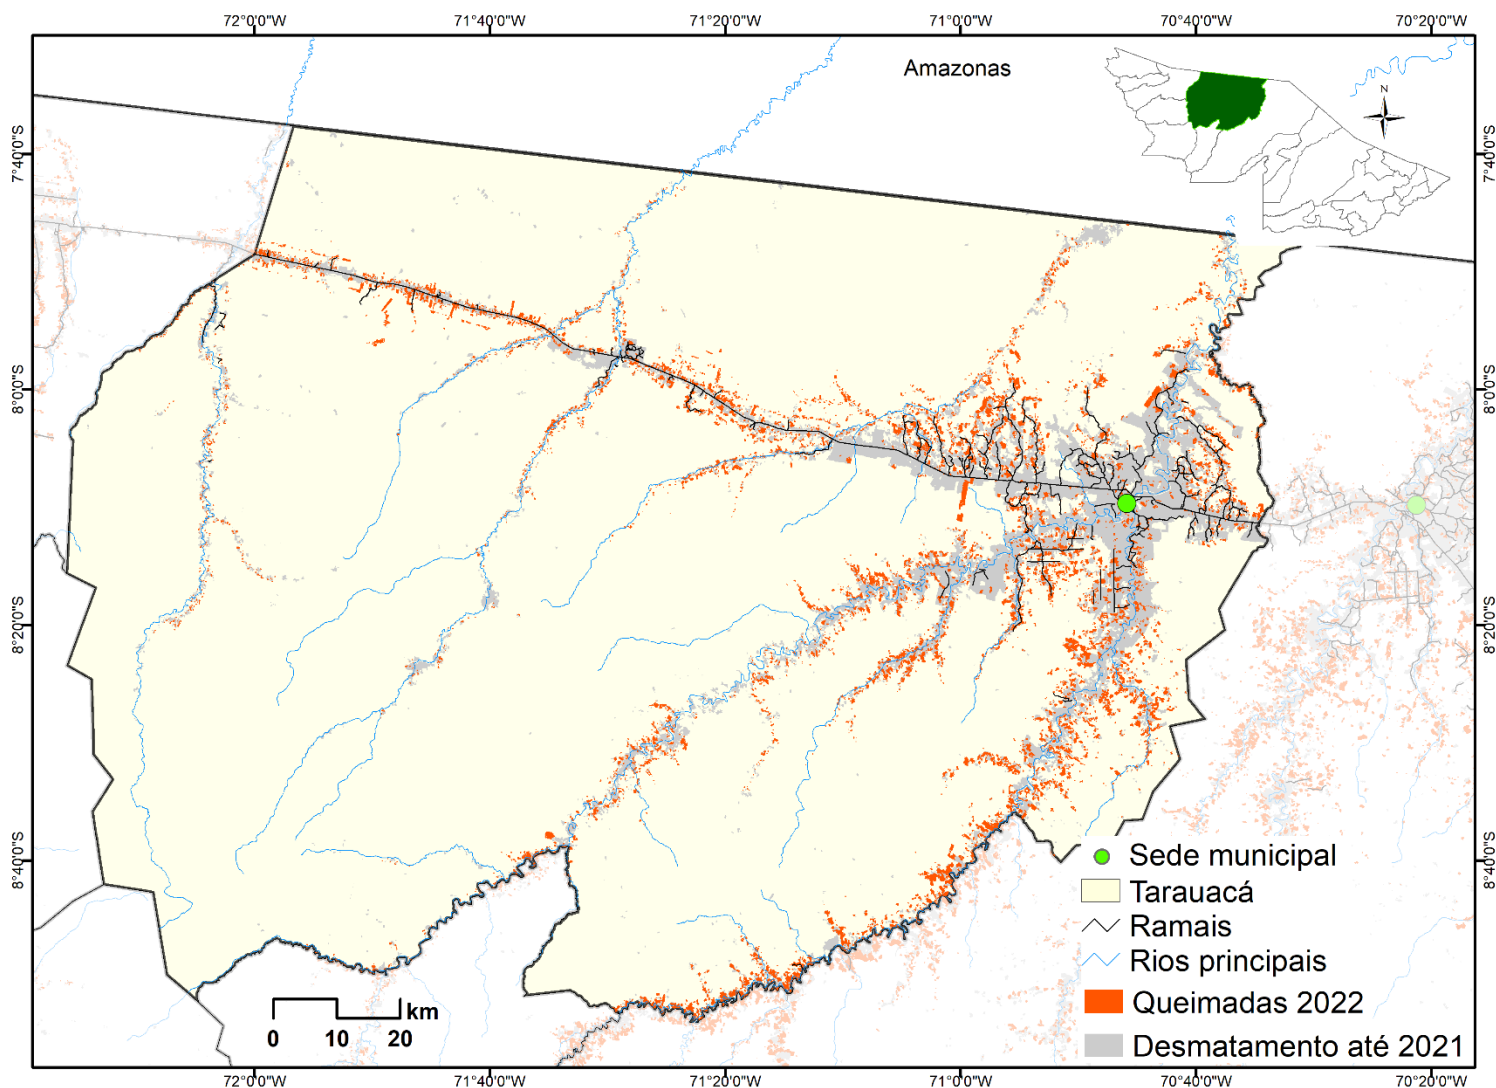 72°0'0"W 71°40'0"W 71°20'0"W 71°0'0"W 70°40'0"W 70°20'0"W
Amazonas
N
7°40'0"S 7°40'0"S
8°0'0"S 8°0'0"S
8°20'0"S 8°20'0"S
8°40'0"S 8°40'0"S
Sede municipal
Tarauacá
Ramais
Rios principais
Queimadas 2022
Desmatamento até 2021
km
0 10 20
72°0'0"W 71°40'0"W 71°20'0"W 71°0'0"W 70°40'0"W 70°20'0"W